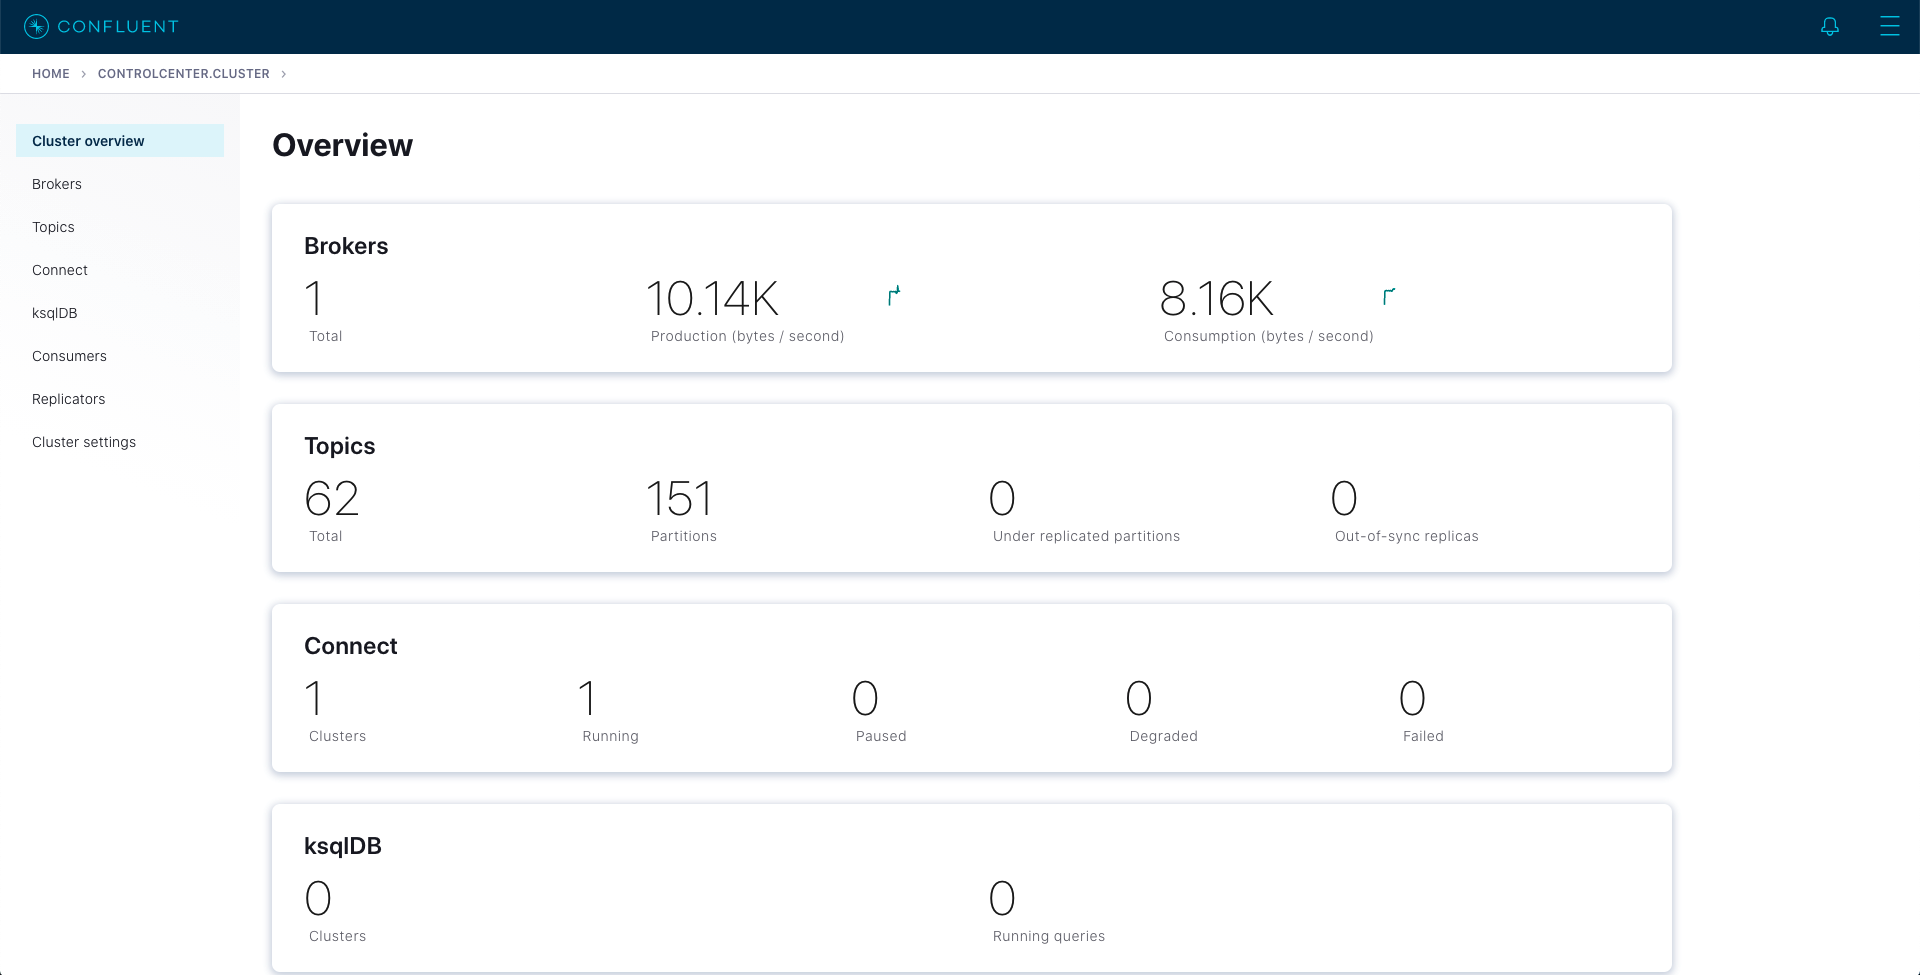 CONFLUENT
HOME > CONTROLCENTER.CLUSTER >
Cluster overview
Brokers
Topics
Connect
ksqlDB
Consumers
Replicators
Cluster settings
Overview
Brokers
1 10.14K 8.16K
Total Production (bytes / second) Consumption (bytes / second)
Topics
62 151 0 0
Total Partitions Under replicated partitions Out-of-sync replicas
Connect
1 1 0 0 0
Clusters Running Paused Degraded Failed
ksqlDB
0 0
Clusters Running queries